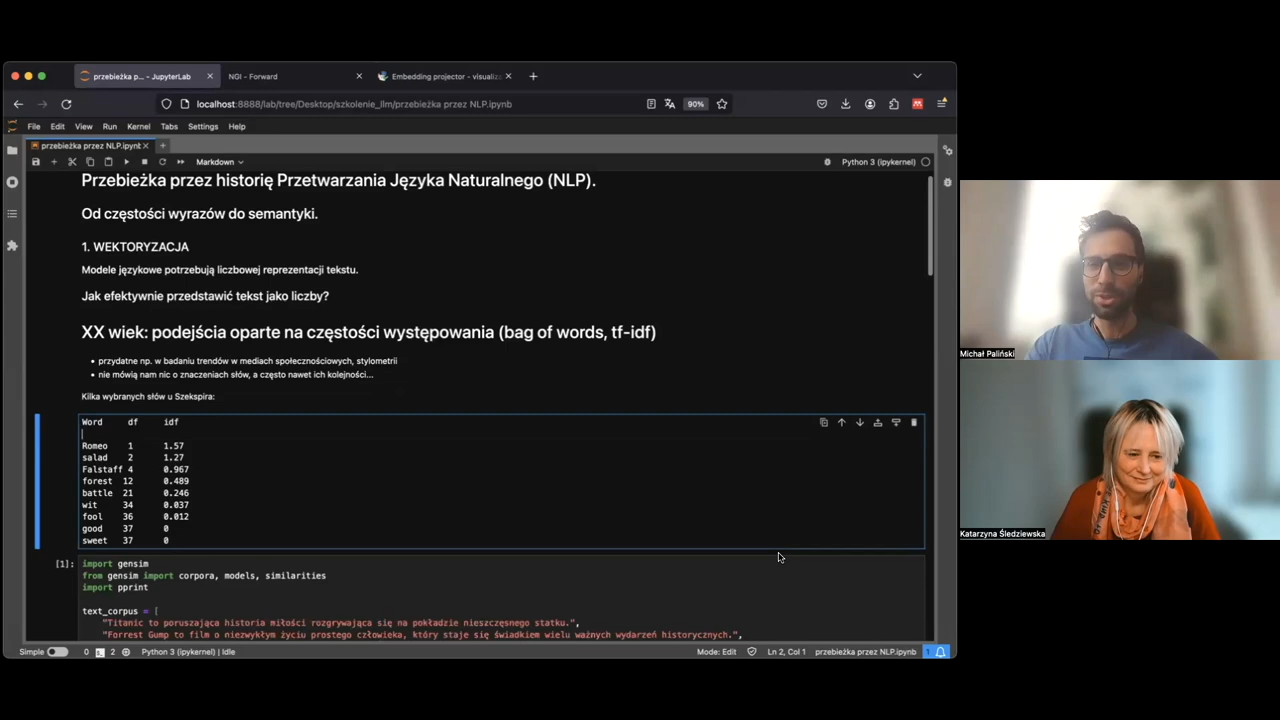 przebieżka p... - JupyterLab
NGI - Forward
Embedding projector - visualiz
localhost:8888/lab/tree/Desktop/szkolenie_llm/przebieżka przez NLP.ipynb
90%
File Edit View Run Kernel Tabs Settings Help
przebieżka przez NLP.ipynb
Markdown
Python 3 (ipykernel)
Przebieżka przez historię Przetwarzania Języka Naturalnego (NLP).
Od częstości wyrazów do semantyki.
1. WEKTORYZACJA
Modele językowe potrzebują liczbowej reprezentacji tekstu.
Jak efektywnie przedstawić tekst jako liczby?
XX wiek: podejścia oparte na częstości występowania (bag of words, tf-idf)
• przydatne np. w badaniu trendów w mediach społecznościowych, stylometrii
• nie mówią nam nic o znaczeniach słów, a często nawet ich kolejności...
Kilka wybranych słów u Szekspira:
Word df idf
Romeo 1 1.57
salad 2 1.27
Falstaff 4 0.967
forest 12 0.489
battle 21 0.246
wit 34 0.037
fool 36 0.012
good 37 0
sweet 37 0
[1]:
import gensim
from gensim import corpora, models, similarities
import pprint
text_corpus = [
"Titanic to poruszająca historia miłości rozgrywająca się na pokładzie nieszczęsnego statku.",
"Forrest Gump to film o niezwykłym życiu prostego człowieka, który staje się świadkiem wielu ważnych wydarzeń historycznych.",
Simple 0 2 Python 3 (ipykernel) | Idle
Mode: Edit Ln 2, Col 1 przebieżka przez NLP.ipynb 1
Michał Paliński
Katarzyna Śledziewska